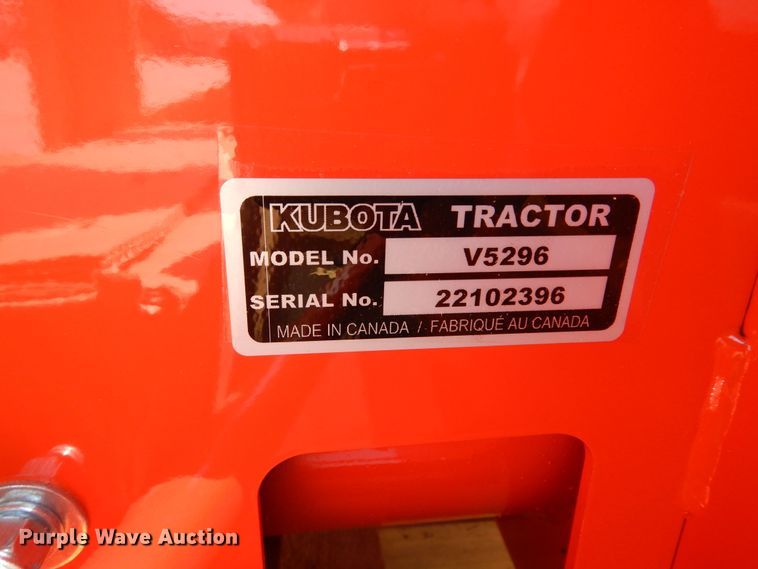 KUBOTA TRACTOR
MODEL No. V5296
SERIAL No. 22102396
MADE IN CANADA / FABRIQUÉ AU CANADA
Purple Wave Auction